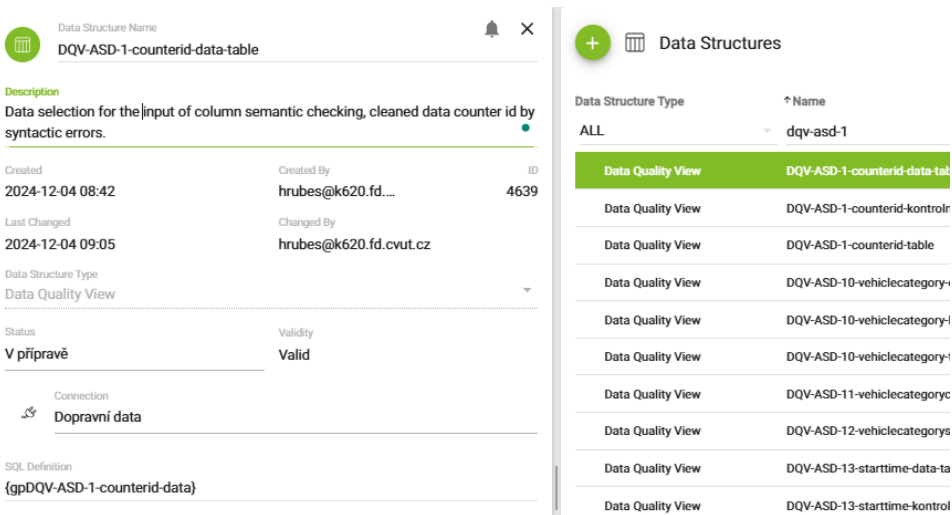 Data Structure Name
DQV-ASD-1-counterid-data-table
Description
Data selection for the input of column semantic checking, cleaned data counter id by
syntactic errors.
Created
Created By
ID
2024-12-04 08:42
hrubes@k620.fd....
4639
Last Changed
Changed By
2024-12-04 09:05
hrubes@k620.fd.cvut.cz
Data Structure Type
Data Quality View
Status
Validity
V přípravě
Valid
Connection
Dopravní data
SQL Definition
{gpDQV-ASD-1-counterid-data}
Data Structures
Data Structure Type
Name
ALL
dqv-asd-1
Data Quality View
DQV-ASD-1-counterid-data-tab
Data Quality View
DQV-ASD-1-counterid-kontroln
Data Quality View
DQV-ASD-1-counterid-table
Data Quality View
DQV-ASD-10-vehiclecategory-
Data Quality View
DQV-ASD-10-vehiclecategory-
Data Quality View
DQV-ASD-10-vehiclecategory-t
Data Quality View
DQV-ASD-11-vehiclecategoryc
Data Quality View
DQV-ASD-12-vehiclecategorys
Data Quality View
DQV-ASD-13-starttime-data-ta
Data Quality View
DQV-ASD-13-starttime-kontrol